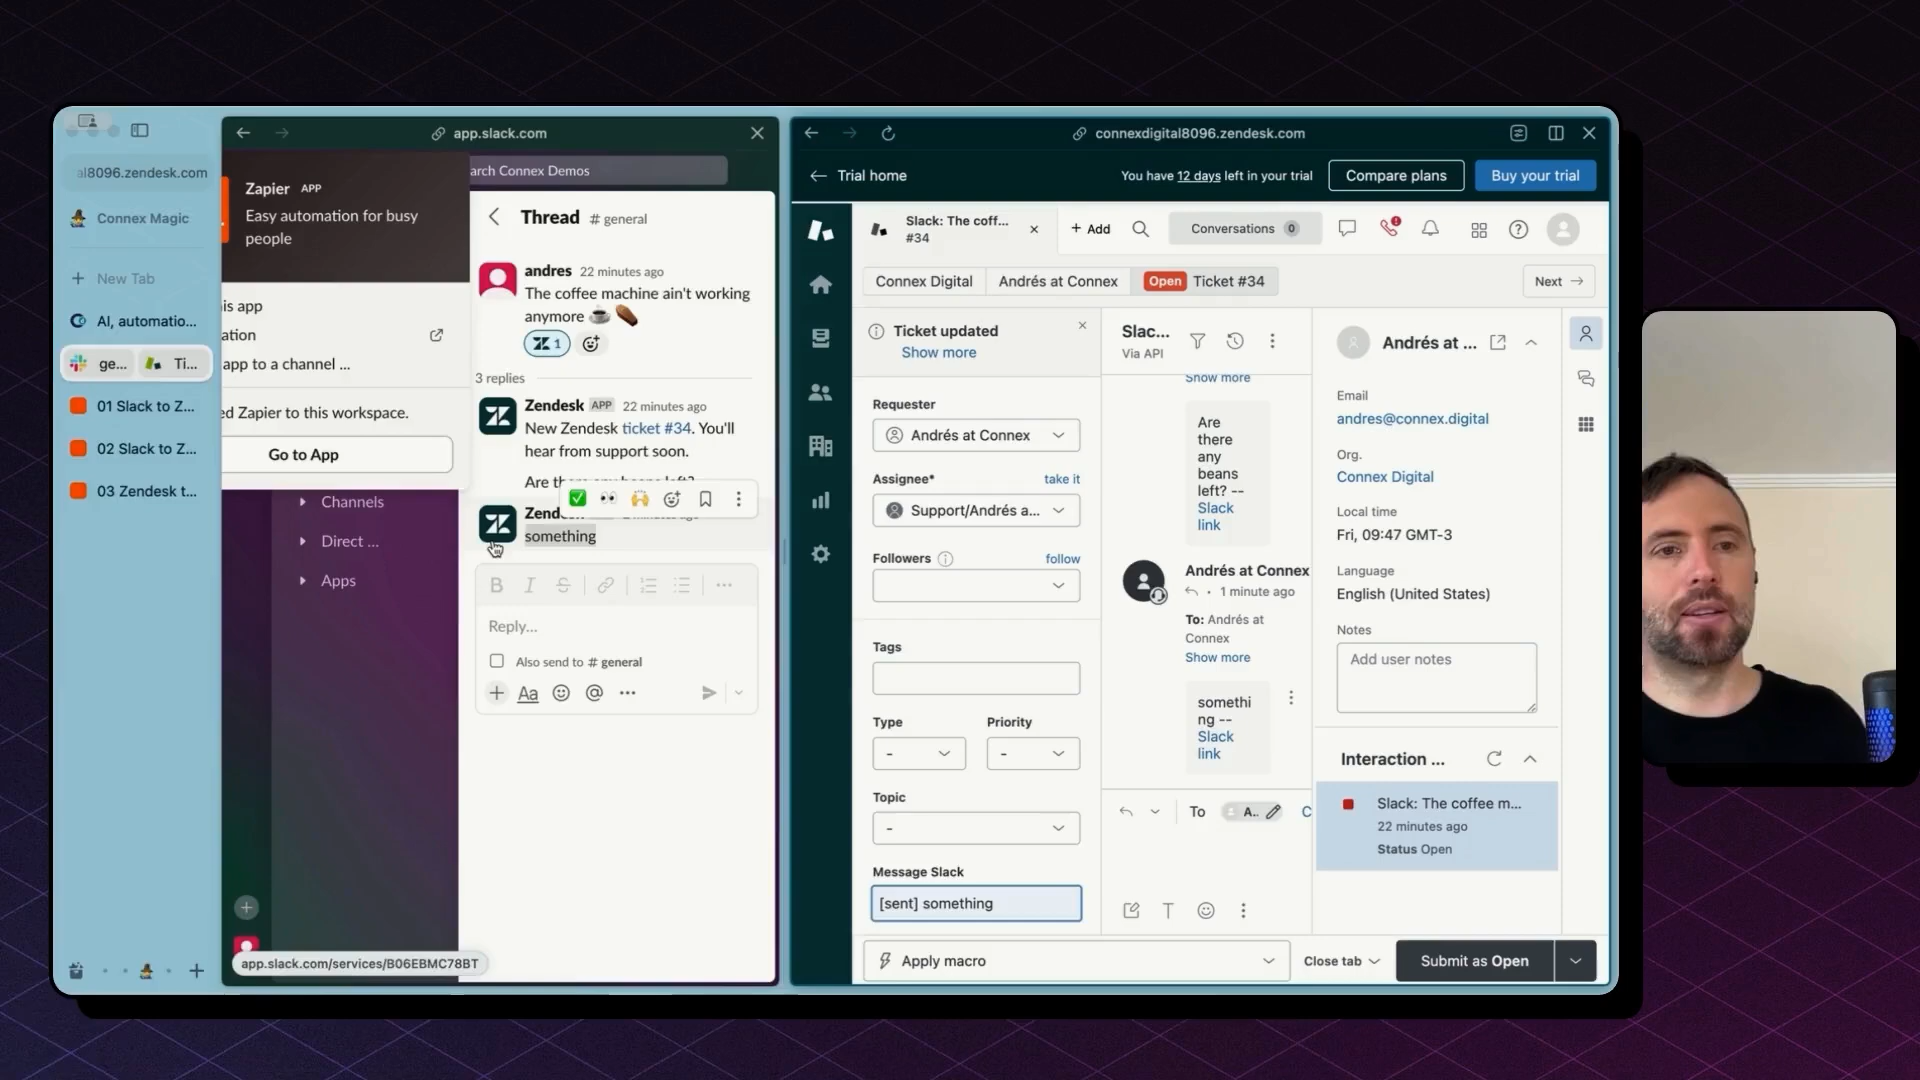 al8096.zendesk.com
Connex Magic
New Tab
AI, automatio...
ge...
Ti...
01 Slack to Z...
02 Slack to Z...
03 Zendesk t...
app.slack.com
arch Connex Demos
Zapier APP
Easy automation for busy
people
is app
ation
app to a channel ...
ed Zapier to this workspace.
Go to App
Channels
Direct ...
Apps
app.slack.com/services/B06EBMC78BT
Thread # general
andres 22 minutes ago
The coffee machine ain't working
anymore
1
3 replies
Zendesk APP 22 minutes ago
New Zendesk ticket #34. You'll
hear from support soon.
something
B I S
Reply...
Also send to # general
Aa
connexdigital8096.zendesk.com
Trial home
You have 12 days left in your trial
Compare plans
Buy your trial
Slack: The coff...
#34
+ Add
Conversations 0
Connex Digital
Andrés at Connex
Open Ticket #34
Next
Ticket updated
Show more
Requester
Andrés at Connex
Assignee*
take it
Support/Andrés a...
Followers
follow
Tags
Type
Priority
-
-
Topic
-
Message Slack
[sent] something
Slac...
Via API
Show more
Are
there
any
beans
left? --
Slack
link
Andrés at Connex
1 minute ago
To: Andrés at
Connex
Show more
somethi
ng --
Slack
link
To
A..
C
T
Andrés at ...
Email
andres@connex.digital
Org.
Connex Digital
Local time
Fri, 09:47 GMT-3
Language
English (United States)
Notes
Add user notes
Interaction ...
Slack: The coffee m...
22 minutes ago
Status Open
Apply macro
Close tab
Submit as Open